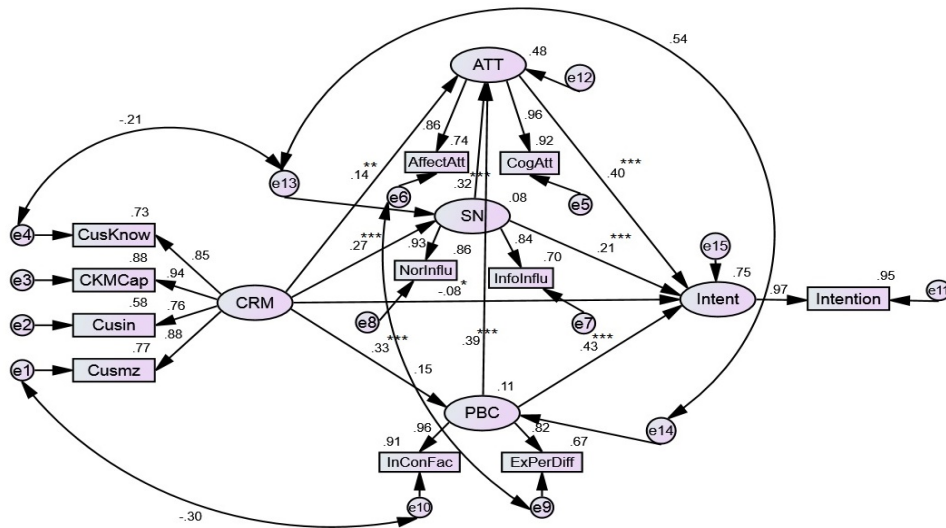 .54
ATT
.48
e12
-.21
.86
.74
.96
.92
AffectAtt
CogAtt
e13
.14**
e6
.32***
e5
.40***
.08
SN
e4
.73
CusKnow
.85
.27***
.93
.86
.84
.70
.21***
e15
NorInflu
InfoInflu
.75
.95
e3
.88
CKMCap
.94
CRM
-.08*
Intent
.97
Intention
e11
e2
.58
Cusin
.76
e8
e7
.33***
.39***
.43***
e1
.77
Cusmz
.88
.15
.11
PBC
e14
.96
.82
.91
.67
InConFac
ExPerDiff
e10
e9
-.30